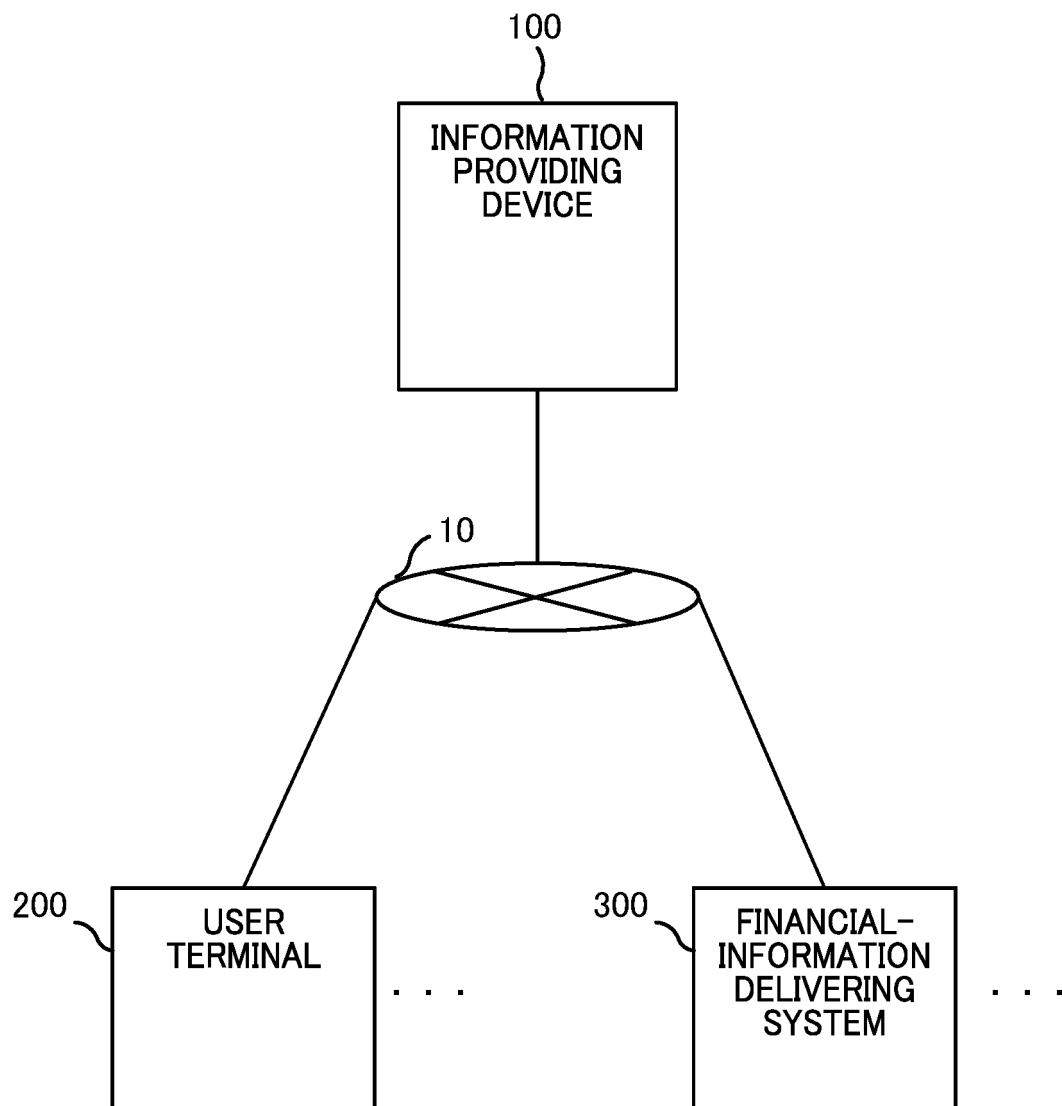 100
INFORMATION
PROVIDING
DEVICE
10
200
USER
TERMINAL
. . .
300
FINANCIAL-
INFORMATION
DELIVERING
SYSTEM
. . .